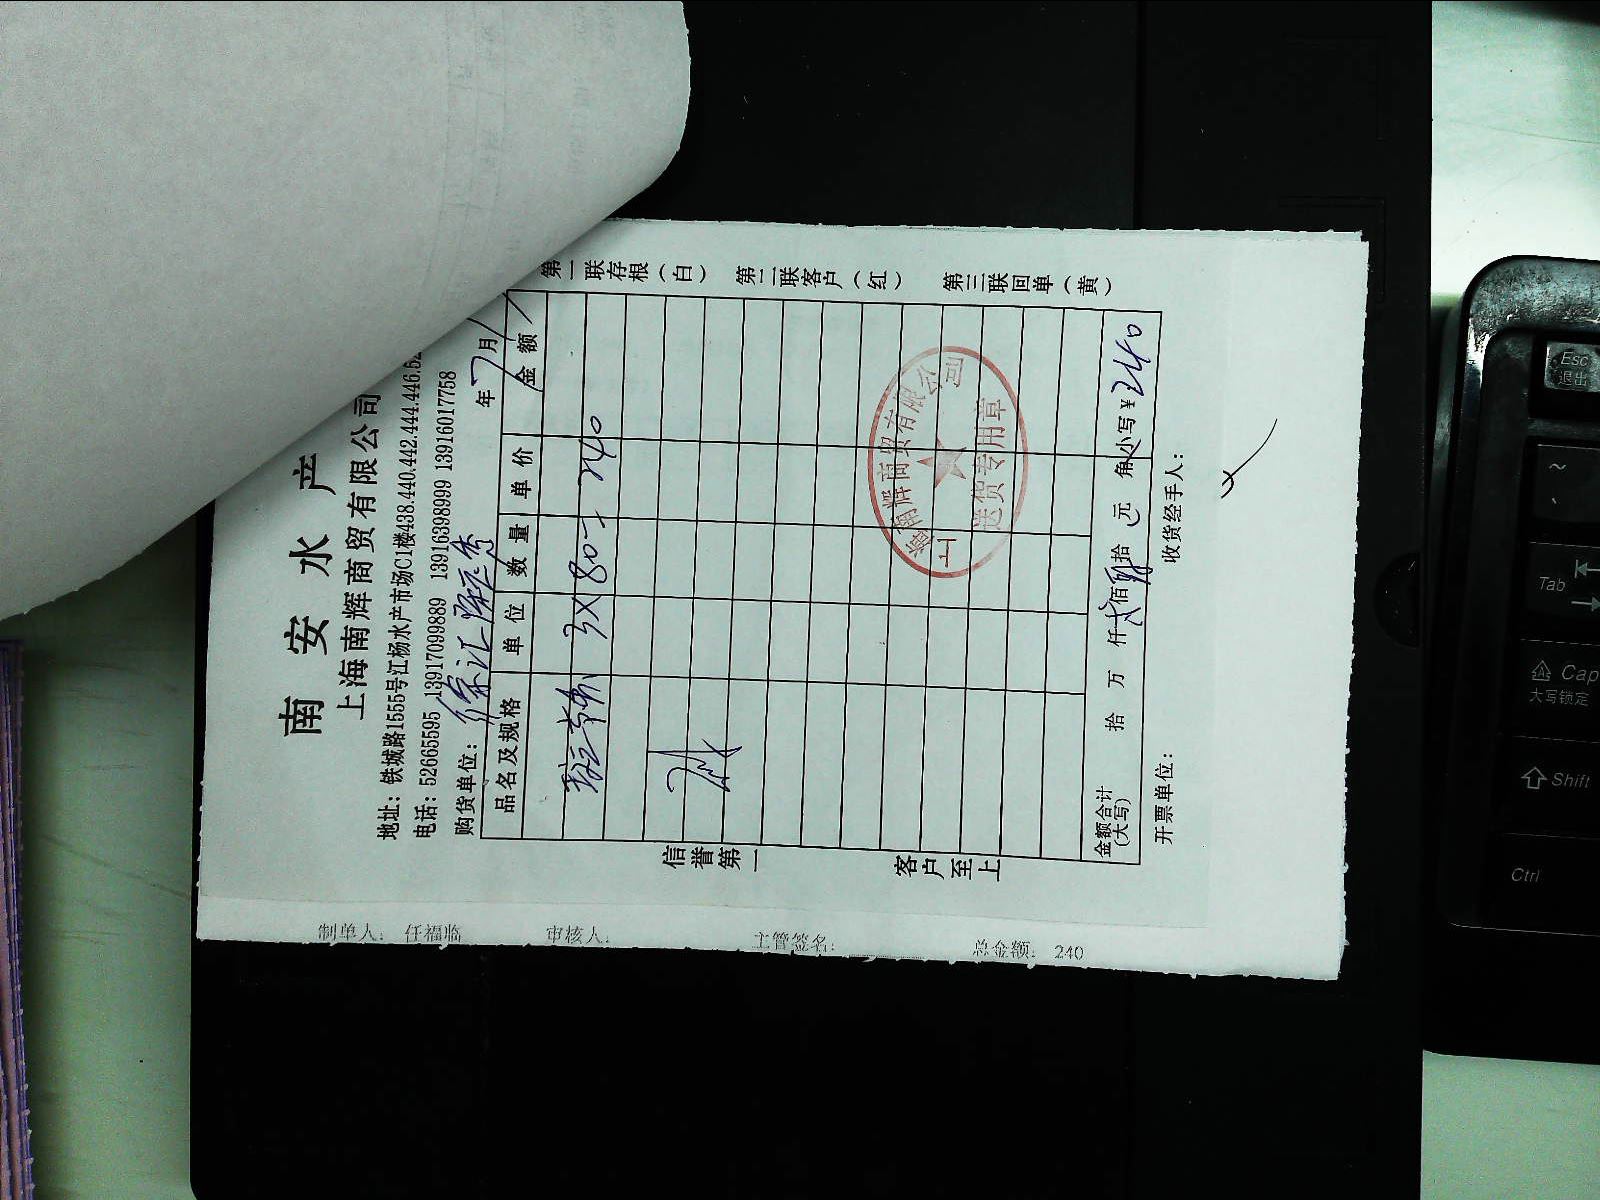 南安水产
上海南辉商贸有限公司
地址：铁城路1555号江杨水产市场C1楼438.440.442.444.446.52
电话：52665595 13917099889 13916398999 13916017758
购货单位：徐汇
年7月
品名及规格 单位 数量 单价 金额
3X80= 240
金额合计(大写) 拾 万 仟 佰 拾 元 角 小写¥240
开票单位： 收货经手人：
信誉第一
客户至上
第一联存根（白） 第二联客户（红） 第三联回单（黄）
上海南辉商贸有限公司
送货专用章
制单人： 任福临 审核人： 主管签名： 总金额： 240
Esc
退出
~
Tab
Cap
大写锁定
Shift
Ctrl